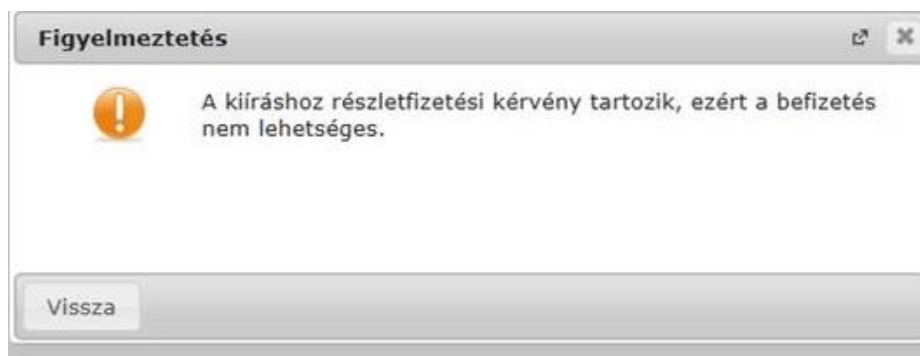 Figyelmeztetés
A kiíráshoz részletfizetési kérvény tartozik, ezért a befizetés
nem lehetséges.
Vissza